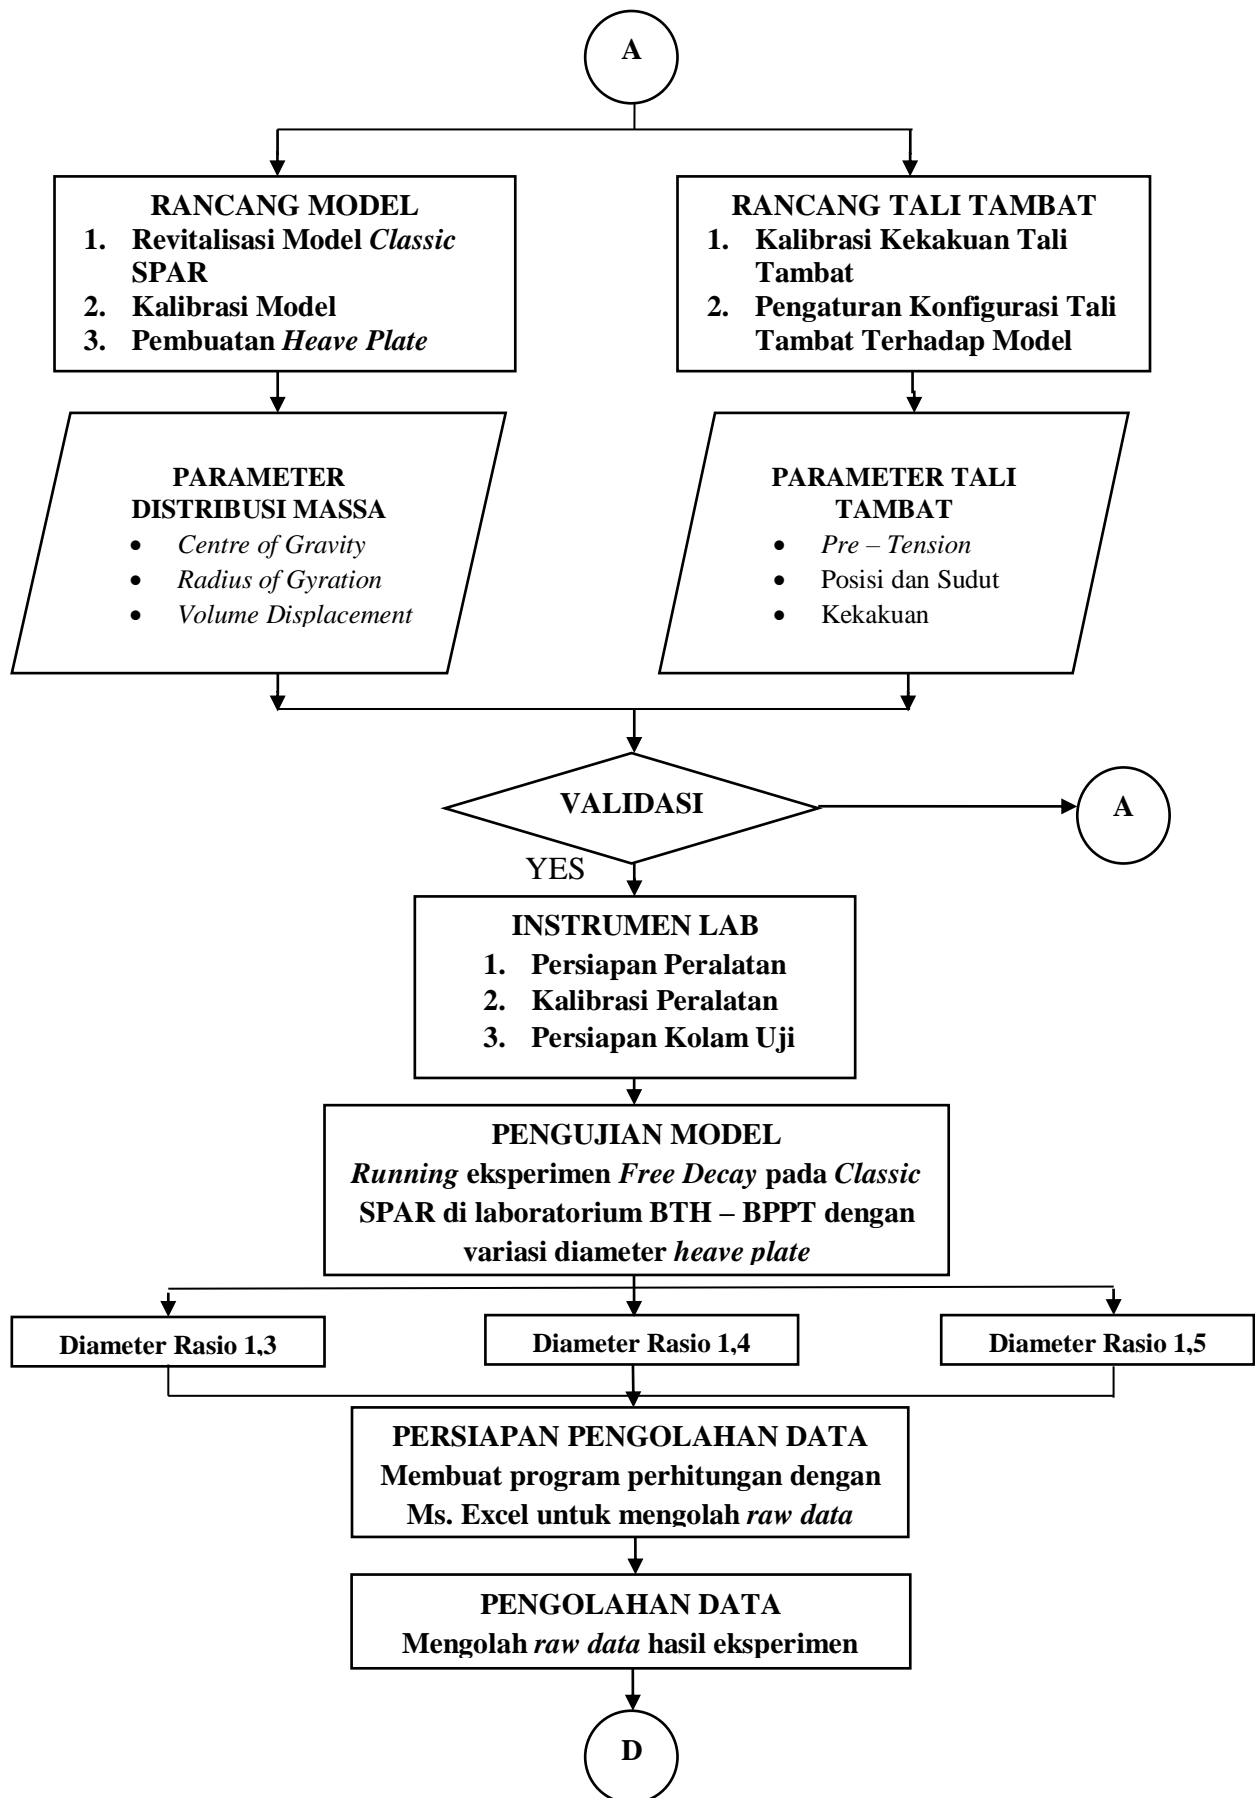 A
RANCANG MODEL
1. Revitalisasi Model Classic
SPAR
2. Kalibrasi Model
3. Pembuatan Heave Plate
RANCANG TALI TAMBAT
1. Kalibrasi Kekakuan Tali
Tambat
2. Pengaturan Konfigurasi Tali
Tambat Terhadap Model
PARAMETER
DISTRIBUSI MASSA
• Centre of Gravity
• Radius of Gyration
• Volume Displacement
PARAMETER TALI
TAMBAT
• Pre – Tension
• Posisi dan Sudut
• Kekakuan
VALIDASI
A
YES
INSTRUMEN LAB
1. Persiapan Peralatan
2. Kalibrasi Peralatan
3. Persiapan Kolam Uji
PENGUJIAN MODEL
Running eksperimen Free Decay pada Classic
SPAR di laboratorium BTH – BPPT dengan
variasi diameter heave plate
Diameter Rasio 1,3
Diameter Rasio 1,4
Diameter Rasio 1,5
PERSIAPAN PENGOLAHAN DATA
Membuat program perhitungan dengan
Ms. Excel untuk mengolah raw data
PENGOLAHAN DATA
Mengolah raw data hasil eksperimen
D